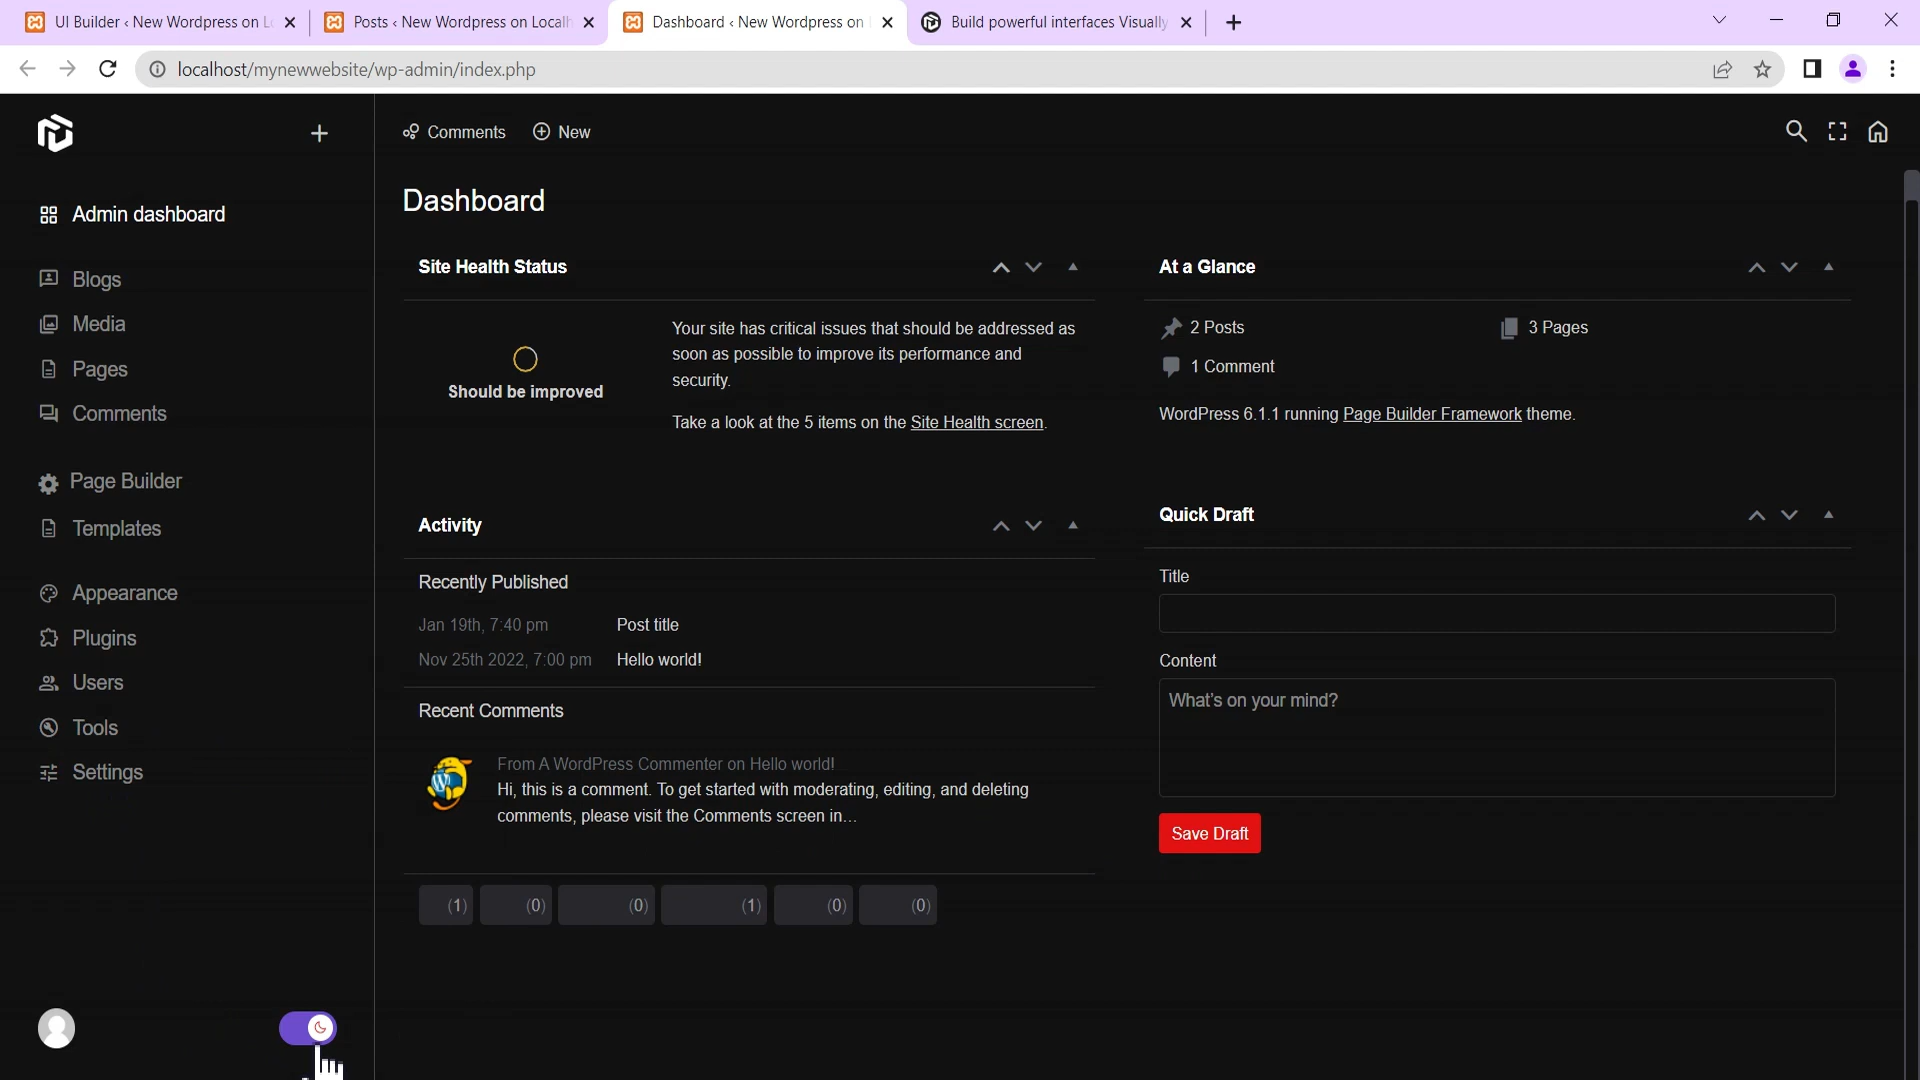 UI Builder ‹ New Wordpress on L
Posts ‹ New Wordpress on Localh
Dashboard ‹ New Wordpress on
Build powerful interfaces Visually
localhost/mynewwebsite/wp-admin/index.php
Comments
New
Admin dashboard
Blogs
Media
Pages
Comments
Page Builder
Templates
Appearance
Plugins
Users
Tools
Settings
Dashboard
Site Health Status
Should be improved
Your site has critical issues that should be addressed as
soon as possible to improve its performance and
security.
Take a look at the 5 items on the Site Health screen.
Activity
Recently Published
Jan 19th, 7:40 pm Post title
Nov 25th 2022, 7:00 pm Hello world!
Recent Comments
From A WordPress Commenter on Hello world!
Hi, this is a comment. To get started with moderating, editing, and deleting
comments, please visit the Comments screen in…
(1) (0) (0) (1) (0) (0)
At a Glance
2 Posts
3 Pages
1 Comment
WordPress 6.1.1 running Page Builder Framework theme.
Quick Draft
Title
Content
What's on your mind?
Save Draft